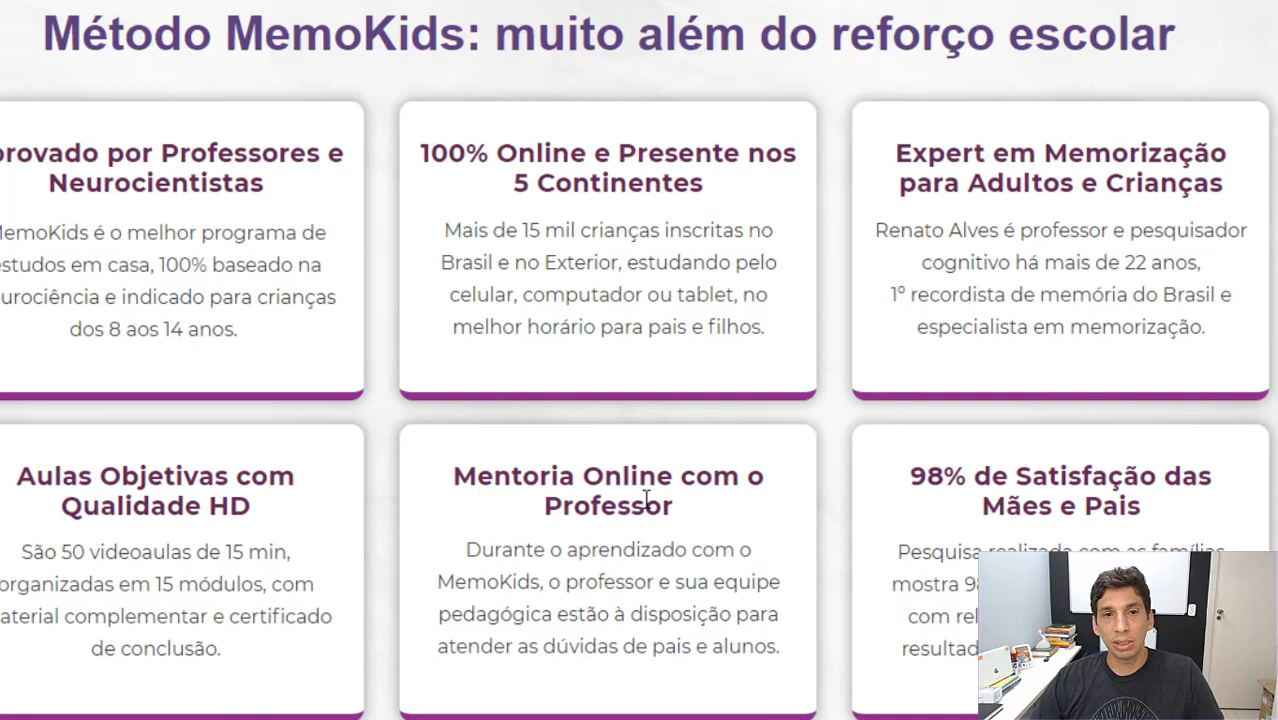 Método MemoKids: muito além do reforço escolar
por Professores e
Neurocientistas
MemoKids é o melhor programa de
estudos em casa, 100% baseado na
e indicado para crianças
dos 8 aos 14 anos.
100% Online e Presente nos
5 Continentes
Mais de 15 mil crianças inscritas no
Brasil e no Exterior, estudando pelo
celular, computador ou tablet, no
melhor horário para pais e filhos.
Expert em Memorização
para Adultos e Crianças
Renato Alves é professor e pesquisador
cognitivo há mais de 22 anos,
1º recordista de memória do Brasil e
especialista em memorização.
Aulas Objetivas com
Qualidade HD
São 50 videoaulas de 15 min,
organizadas em 15 módulos, com
complementar e certificado
de conclusão.
Mentoria Online com o
Professor
Durante o aprendizado com o
MemoKids, o professor e sua equipe
pedagógica estão à disposição para
atender as dúvidas de pais e alunos.
98% de Satisfação das
Mães e Pais
Pesquisa realizada com as famílias
mostra
com